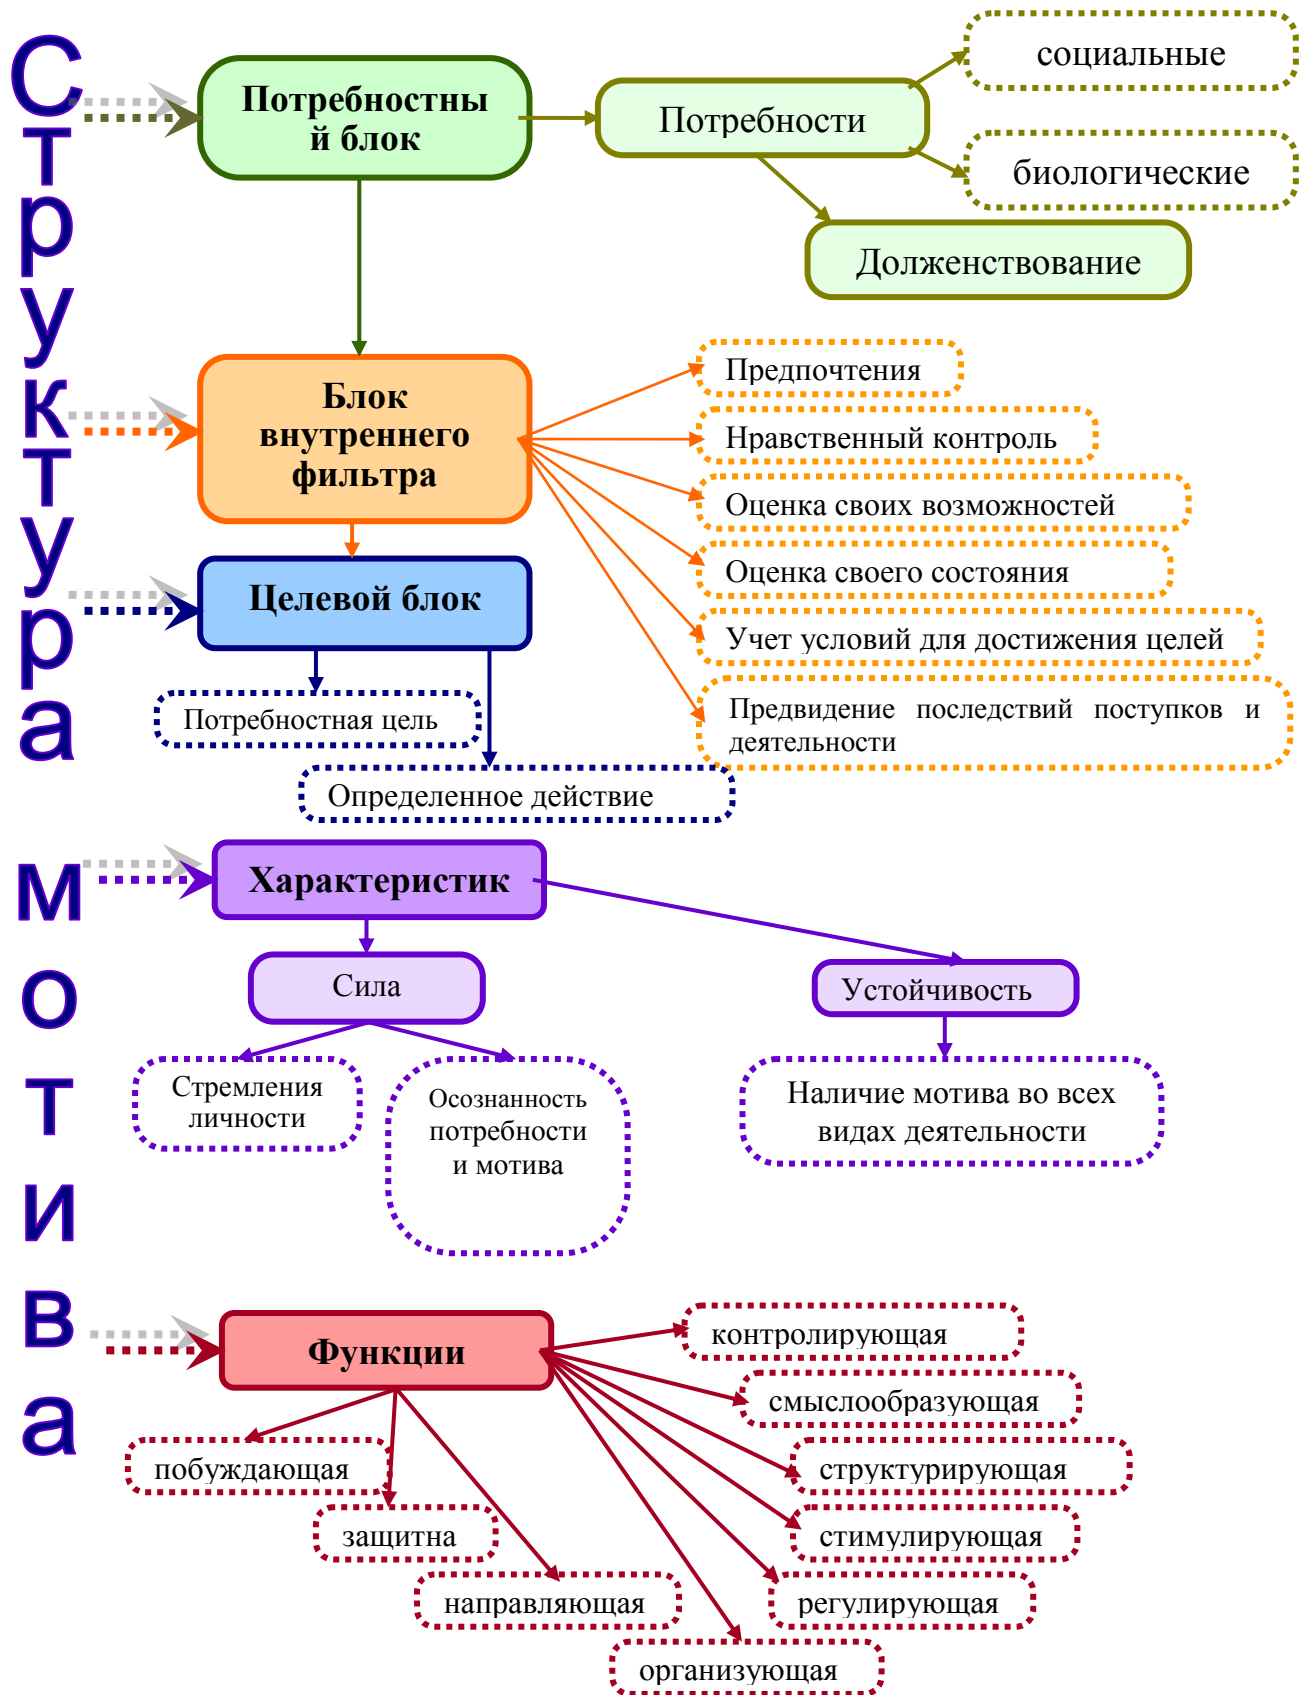 Структура мотива
Потребностны
й блок
Потребности
социальные
биологические
Долженствование
Блок
внутреннего
фильтра
Предпочтения
Нравственный контроль
Оценка своих возможностей
Оценка своего состояния
Учет условий для достижения целей
Предвидение последствий поступков и
деятельности
Целевой блок
Потребностная цель
Определенное действие
Характеристик
Сила
Устойчивость
Стремления
личности
Осознанность
потребности
и мотива
Наличие мотива во всех
видах деятельности
Функции
контролирующая
смыслообразующая
структурирующая
стимулирующая
регулирующая
организующая
побуждающая
защитна
направляющая